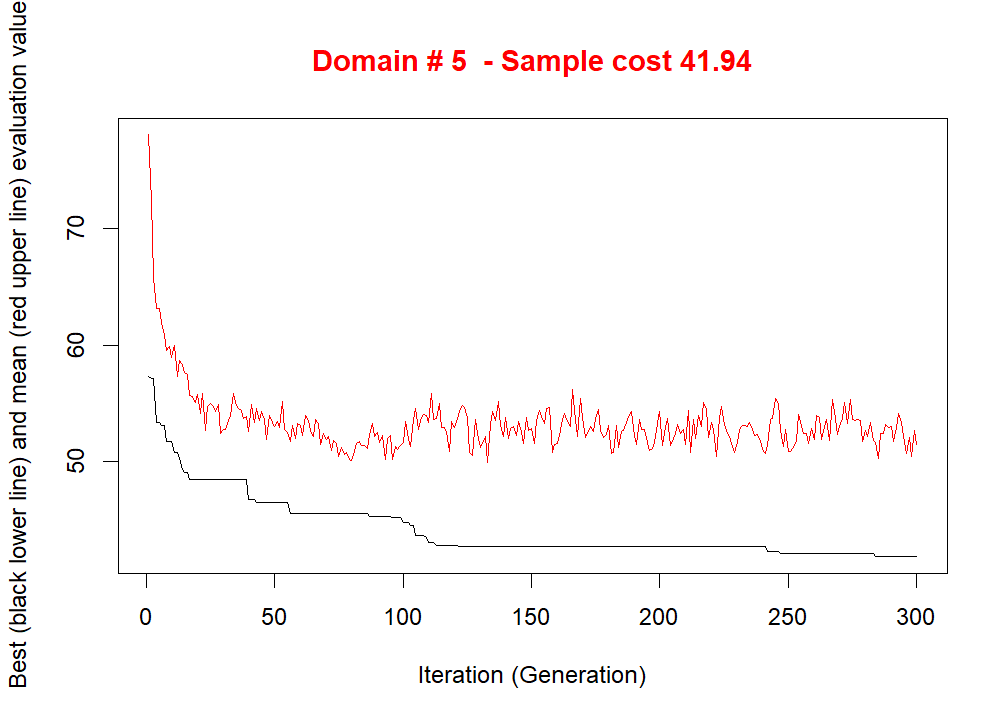 Domain # 5  - Sample cost 41.94
Best (black lower line) and mean (red upper line) evaluation value
70
60
50
0 50 100 150 200 250 300
Iteration (Generation)